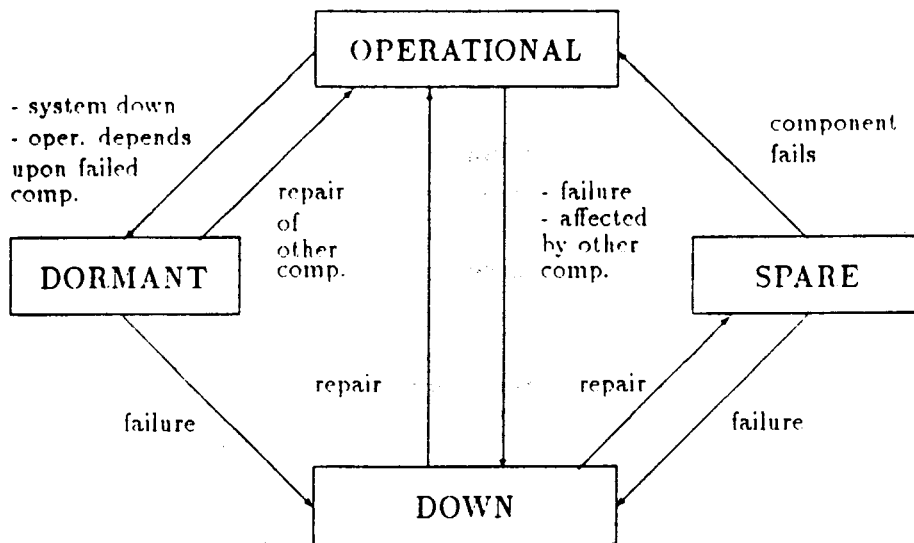 OPERATIONAL
- system down
- oper. depends
upon failed
comp.
repair
of
other
comp.
- failure
- affected
by other
comp.
component
fails
DORMANT
SPARE
failure
repair
repair
failure
DOWN